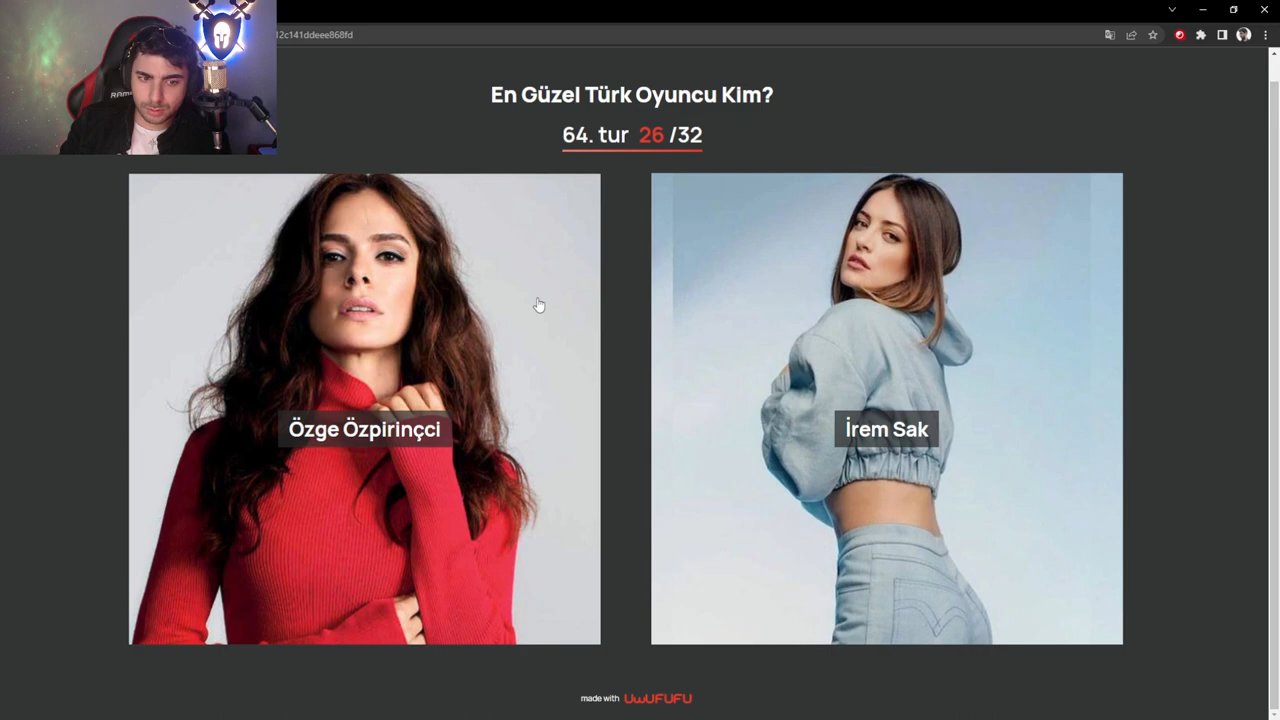 12c141ddeee868fd
En Güzel Türk Oyuncu Kim?
64. tur 26 /32
Özge Özpirinçci
İrem Sak
made with UwUFUFU